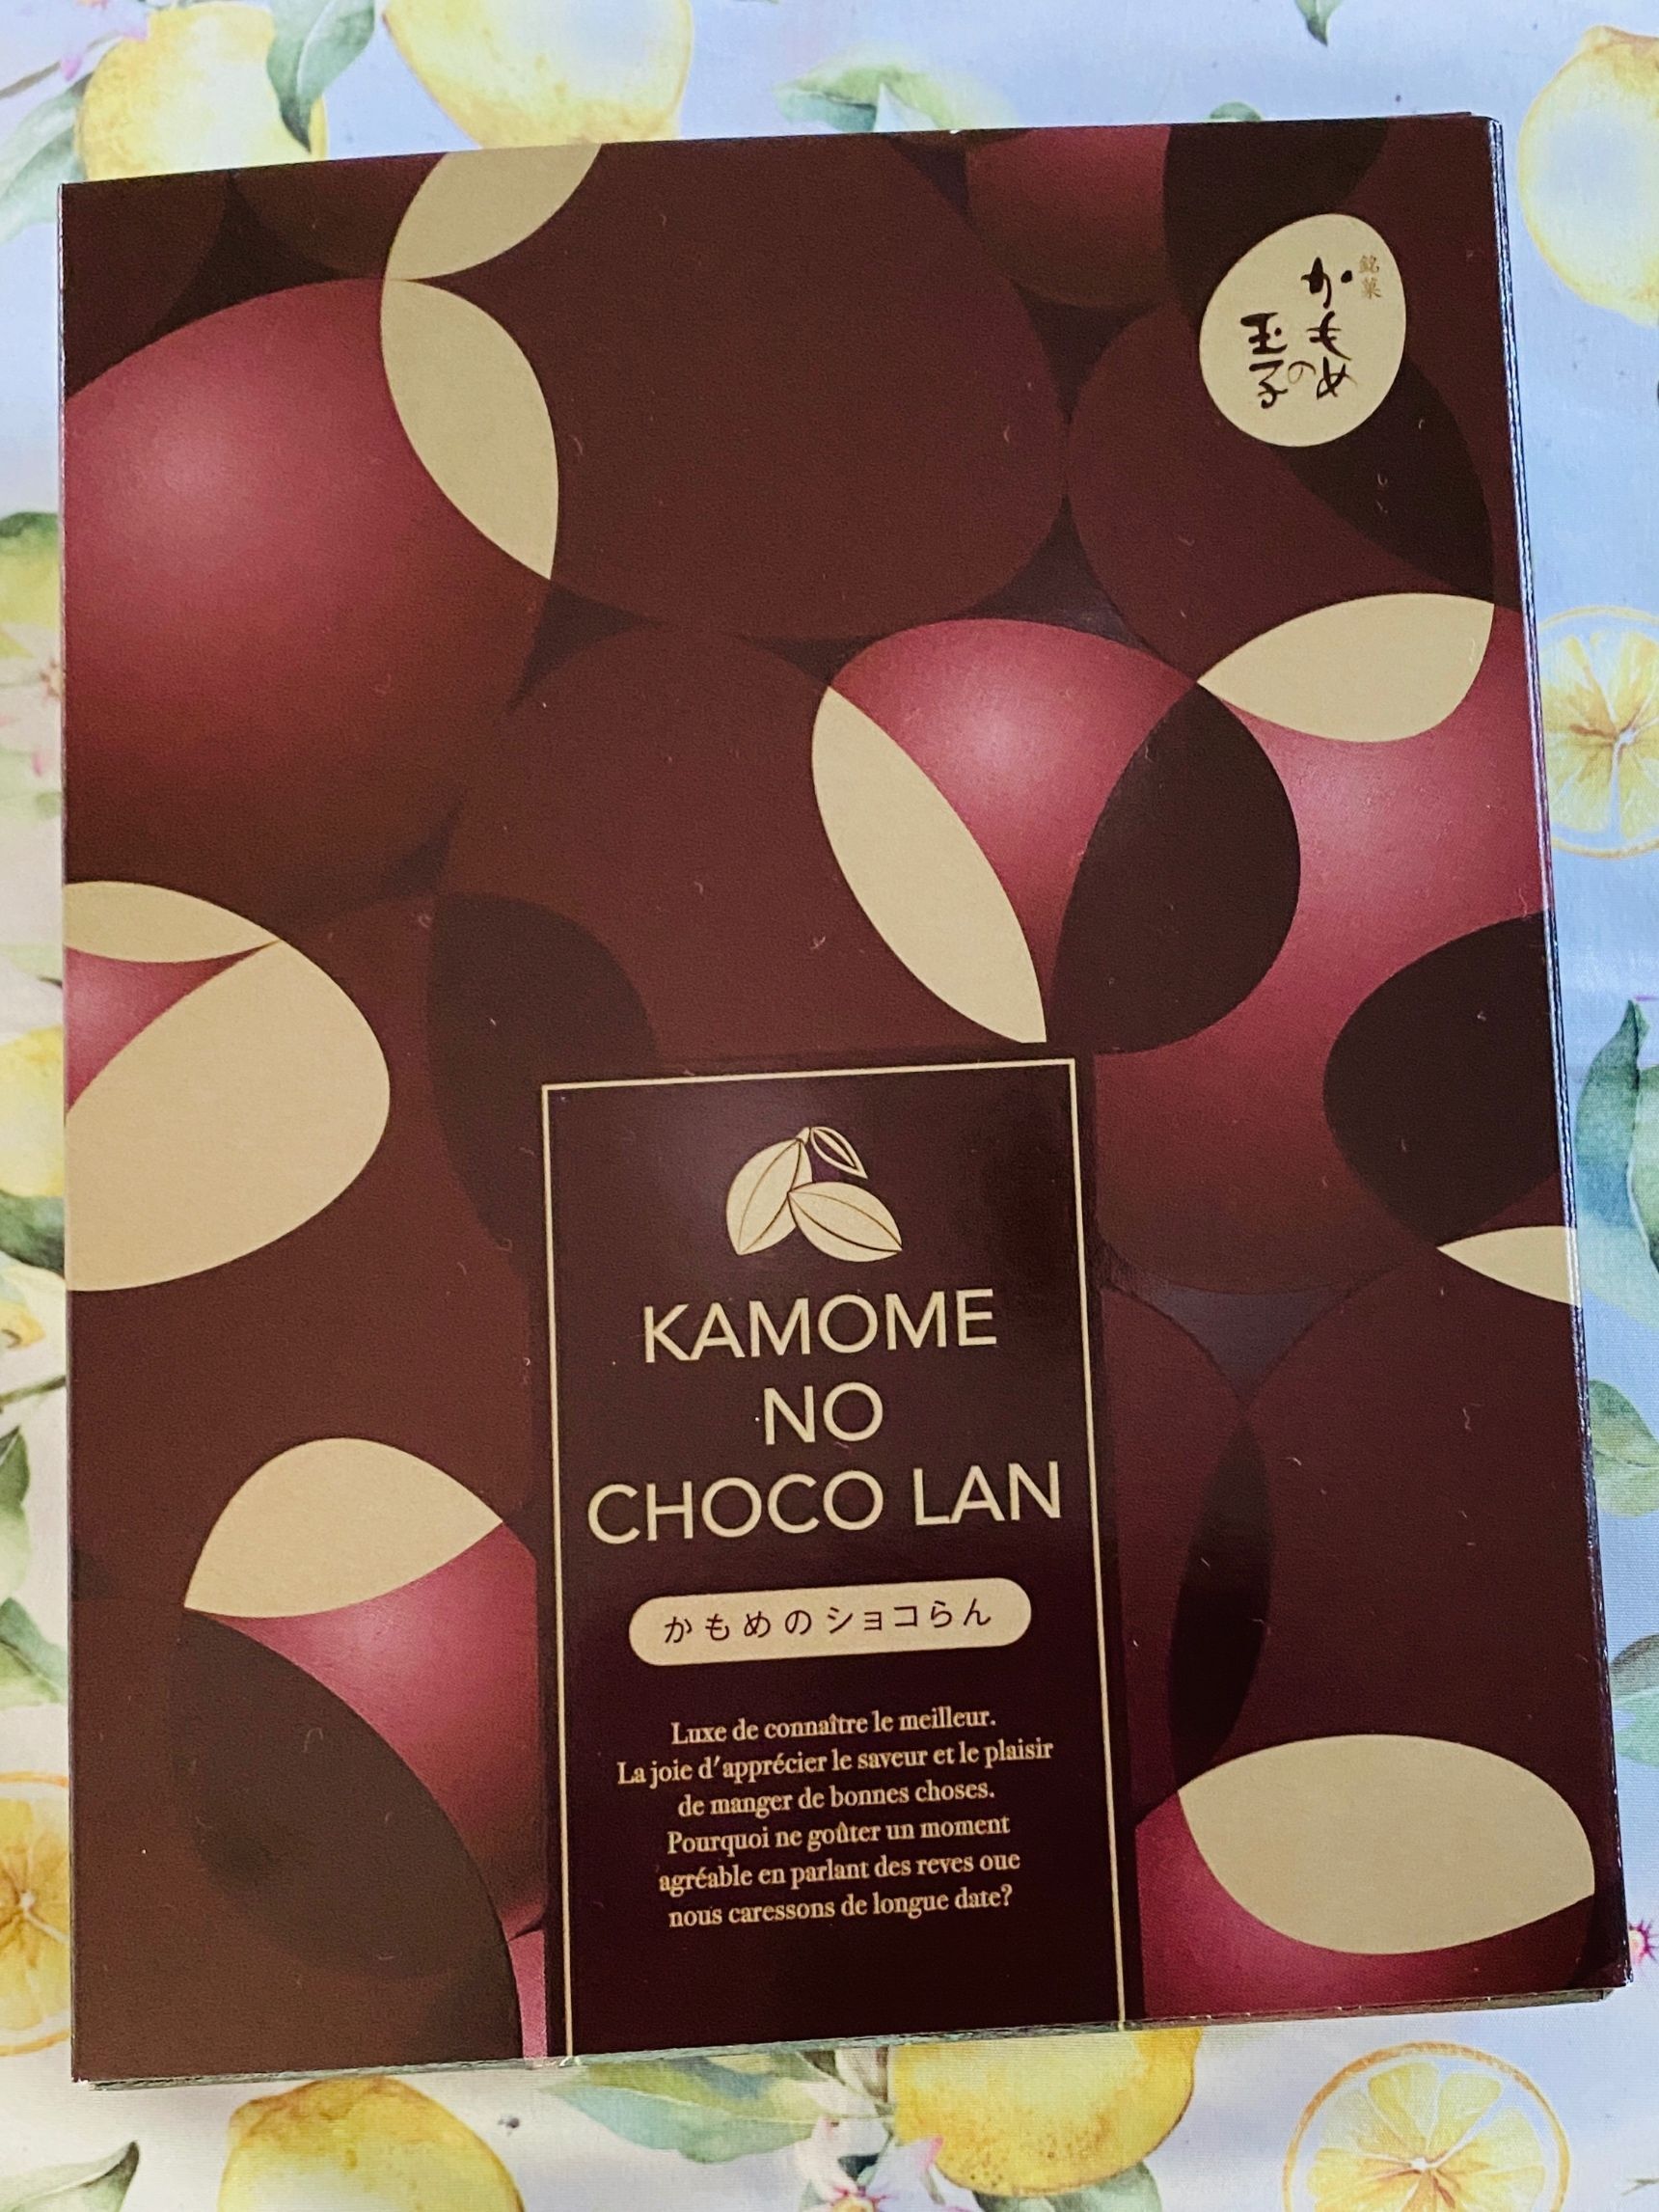 銘菓
かもめの
玉子
KAMOME
NO
CHOCO LAN
かもめのショコらん
Luxe de connaître le meilleur.
La joie d'apprécier le saveur et le plaisir
de manger de bonnes choses.
Pourquoi ne goûter un moment
agréable en parlant des reves oue
nous caressons de longue date?